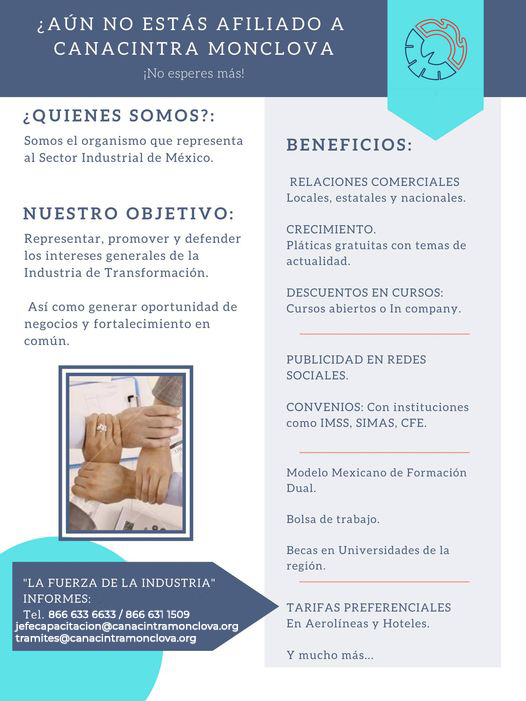 ¿AÚN NO ESTÁS AFILIADO A
CANACINTRA MONCLOVA
¡No esperes más!
¿QUIENES SOMOS?:
Somos el organismo que representa
al Sector Industrial de México.
NUESTRO OBJETIVO:
Representar, promover y defender
los intereses generales de la
Industria de Transformación.
Así como generar oportunidad de
negocios y fortalecimiento en
común.
"LA FUERZA DE LA INDUSTRIA"
INFORMES:
Tel. 866 633 6633 / 866 631 1509
jefecapacitacion@canacintramonclova.org
tramites@canacintramonclova.org
BENEFICIOS:
RELACIONES COMERCIALES
Locales, estatales y nacionales.
CRECIMIENTO.
Pláticas gratuitas con temas de
actualidad.
DESCUENTOS EN CURSOS:
Cursos abiertos o In company.
PUBLICIDAD EN REDES
SOCIALES.
CONVENIOS: Con instituciones
como IMSS, SIMAS, CFE.
Modelo Mexicano de Formación
Dual.
Bolsa de trabajo.
Becas en Universidades de la
región.
TARIFAS PREFERENCIALES
En Aerolíneas y Hoteles.
Y mucho más...